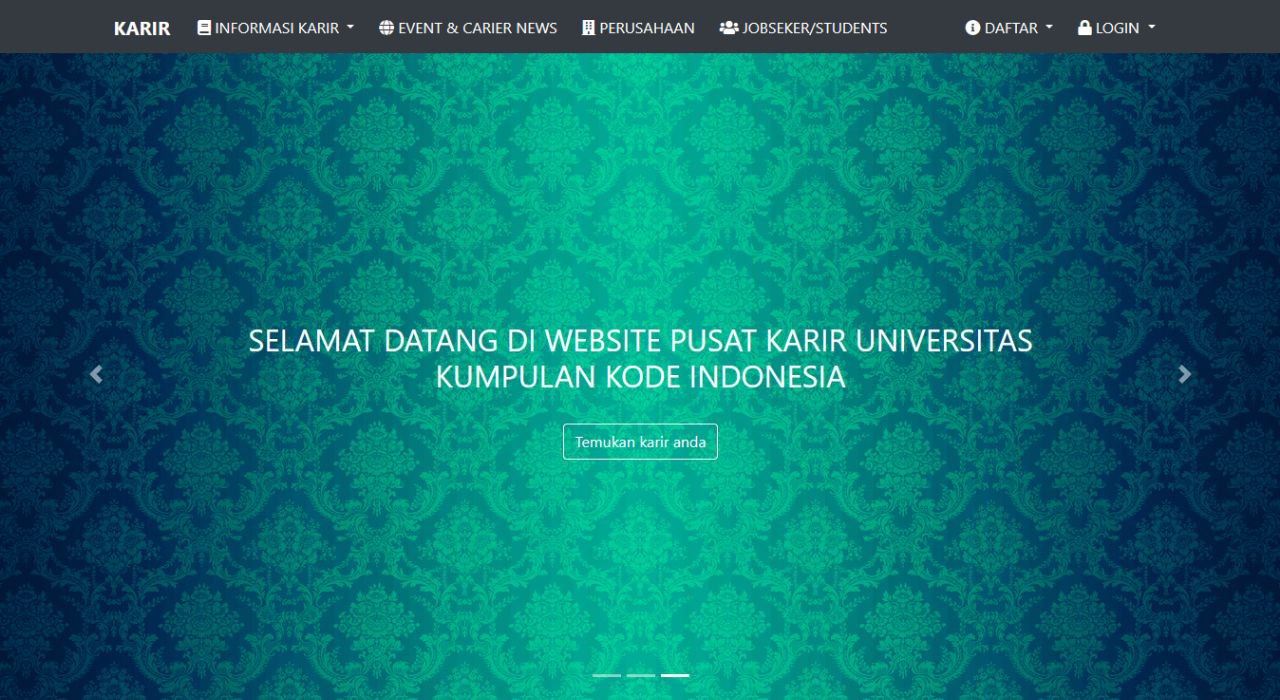 KARIR INFORMASI KARIR EVENT & CARIER NEWS PERUSAHAAN JOBSEKER/STUDENTS DAFTAR LOGIN
SELAMAT DATANG DI WEBSITE PUSAT KARIR UNIVERSITAS
KUMPULAN KODE INDONESIA
Temukan karir anda